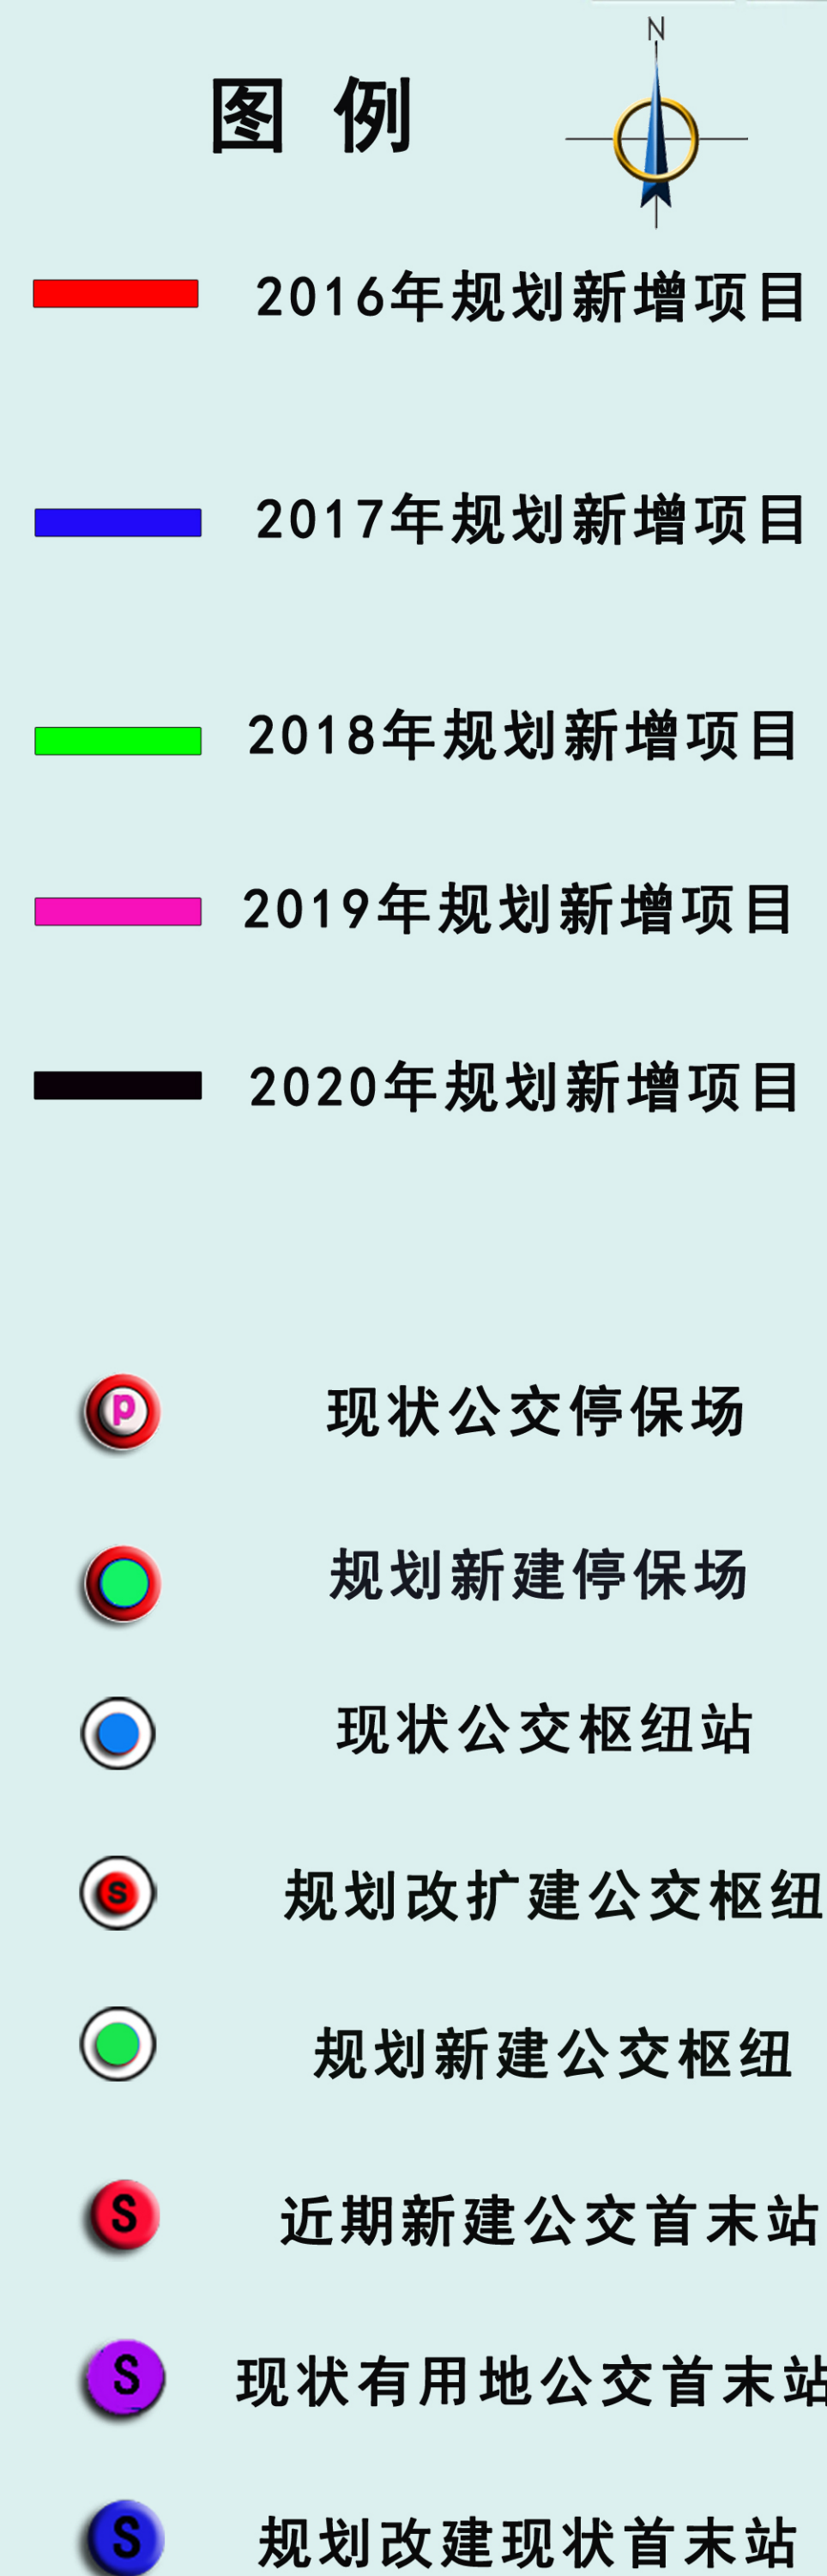 N
图 例
2016年规划新增项目
2017年规划新增项目
2018年规划新增项目
2019年规划新增项目
2020年规划新增项目
P 现状公交停保场
规划新建停保场
现状公交枢纽站
S 规划改扩建公交枢纽
规划新建公交枢纽
S 近期新建公交首末站
S 现状有用地公交首末站
S 规划改建现状首末站